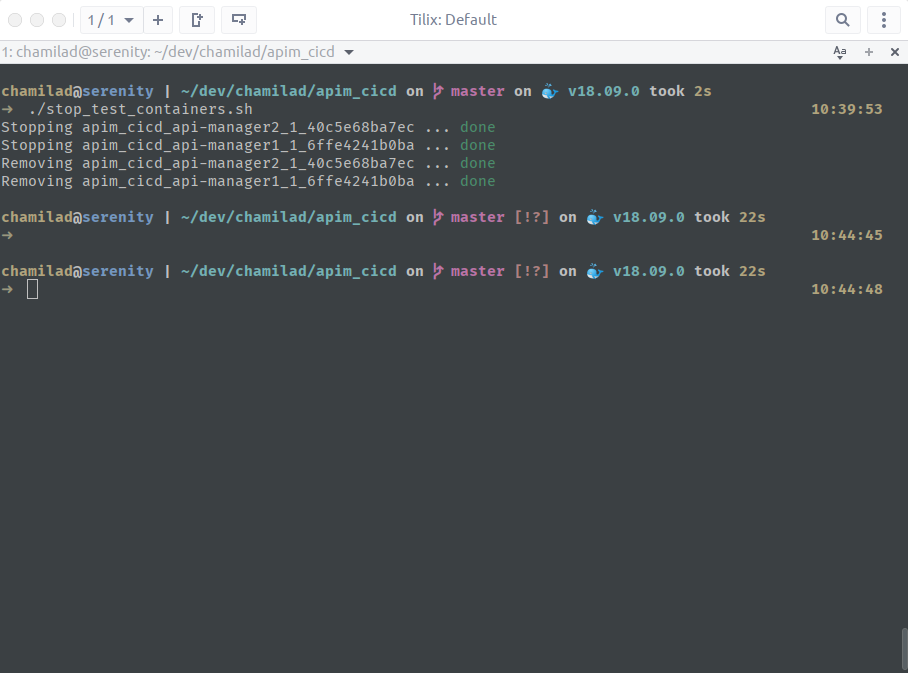 1 / 1
Tilix: Default
1: chamilad@serenity: ~/dev/chamilad/apim_cicd
Aa
chamilad@serenity | ~/dev/chamilad/apim_cicd on master on 🐳 v18.09.0 took 2s
➜ ./stop_test_containers.sh 10:39:53
Stopping apim_cicd_api-manager2_1_40c5e68ba7ec ... done
Stopping apim_cicd_api-manager1_1_6ffe4241b0ba ... done
Removing apim_cicd_api-manager2_1_40c5e68ba7ec ... done
Removing apim_cicd_api-manager1_1_6ffe4241b0ba ... done
chamilad@serenity | ~/dev/chamilad/apim_cicd on master [!?] on 🐳 v18.09.0 took 22s
➜ 10:44:45
chamilad@serenity | ~/dev/chamilad/apim_cicd on master [!?] on 🐳 v18.09.0 took 22s
➜ 10:44:48